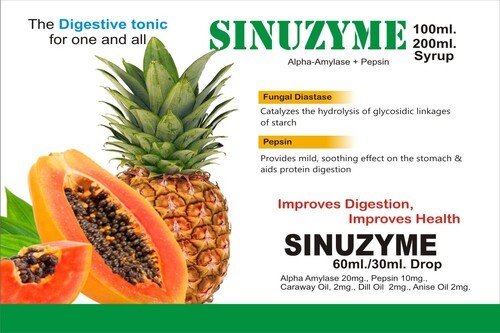 The Digestive tonic
for one and all
SINUZYME 100ml.
200ml.
Syrup
Alpha-Amylase + Pepsin
Fungal Diastase
Catalyzes the hydrolysis of glycosidic linkages
of starch
Pepsin
Provides mild, soothing effect on the stomach &
aids protein digestion
Improves Digestion,
Improves Health
SINUZYME
60ml./30ml. Drop
Alpha Amylase 20mg., Pepsin 10mg.,
Caraway Oil, 2mg., Dill Oil 2mg., Anise Oil 2mg.